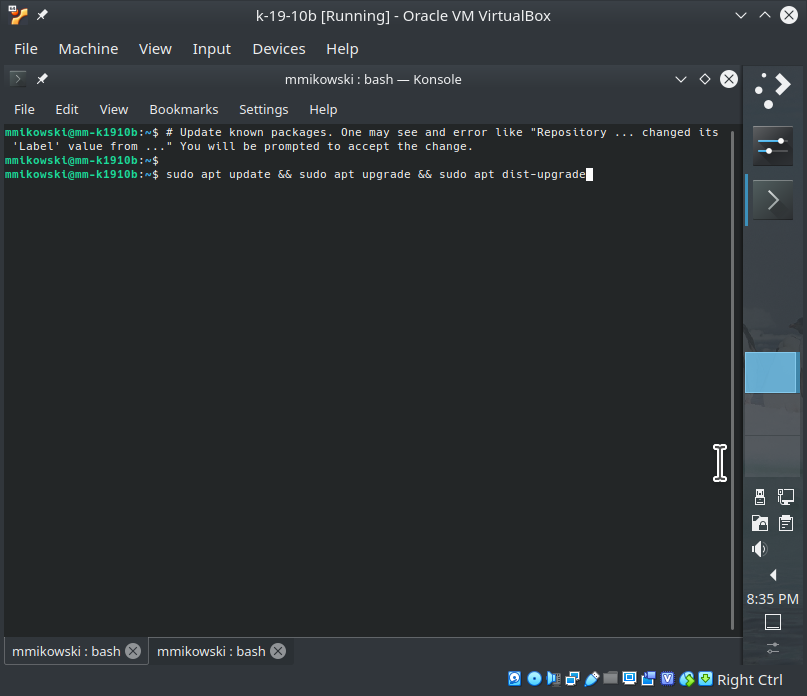 k-19-10b [Running] - Oracle VM VirtualBox
File Machine View Input Devices Help
mmikowski : bash — Konsole
File Edit View Bookmarks Settings Help
mmikowski@mm-k1910b:~$ # Update known packages. One may see and error like "Repository ... changed its
'Label' value from ..." You will be prompted to accept the change.
mmikowski@mm-k1910b:~$
mmikowski@mm-k1910b:~$ sudo apt update && sudo apt upgrade && sudo apt dist-upgrade
8:35 PM
mmikowski : bash mmikowski : bash
Right Ctrl